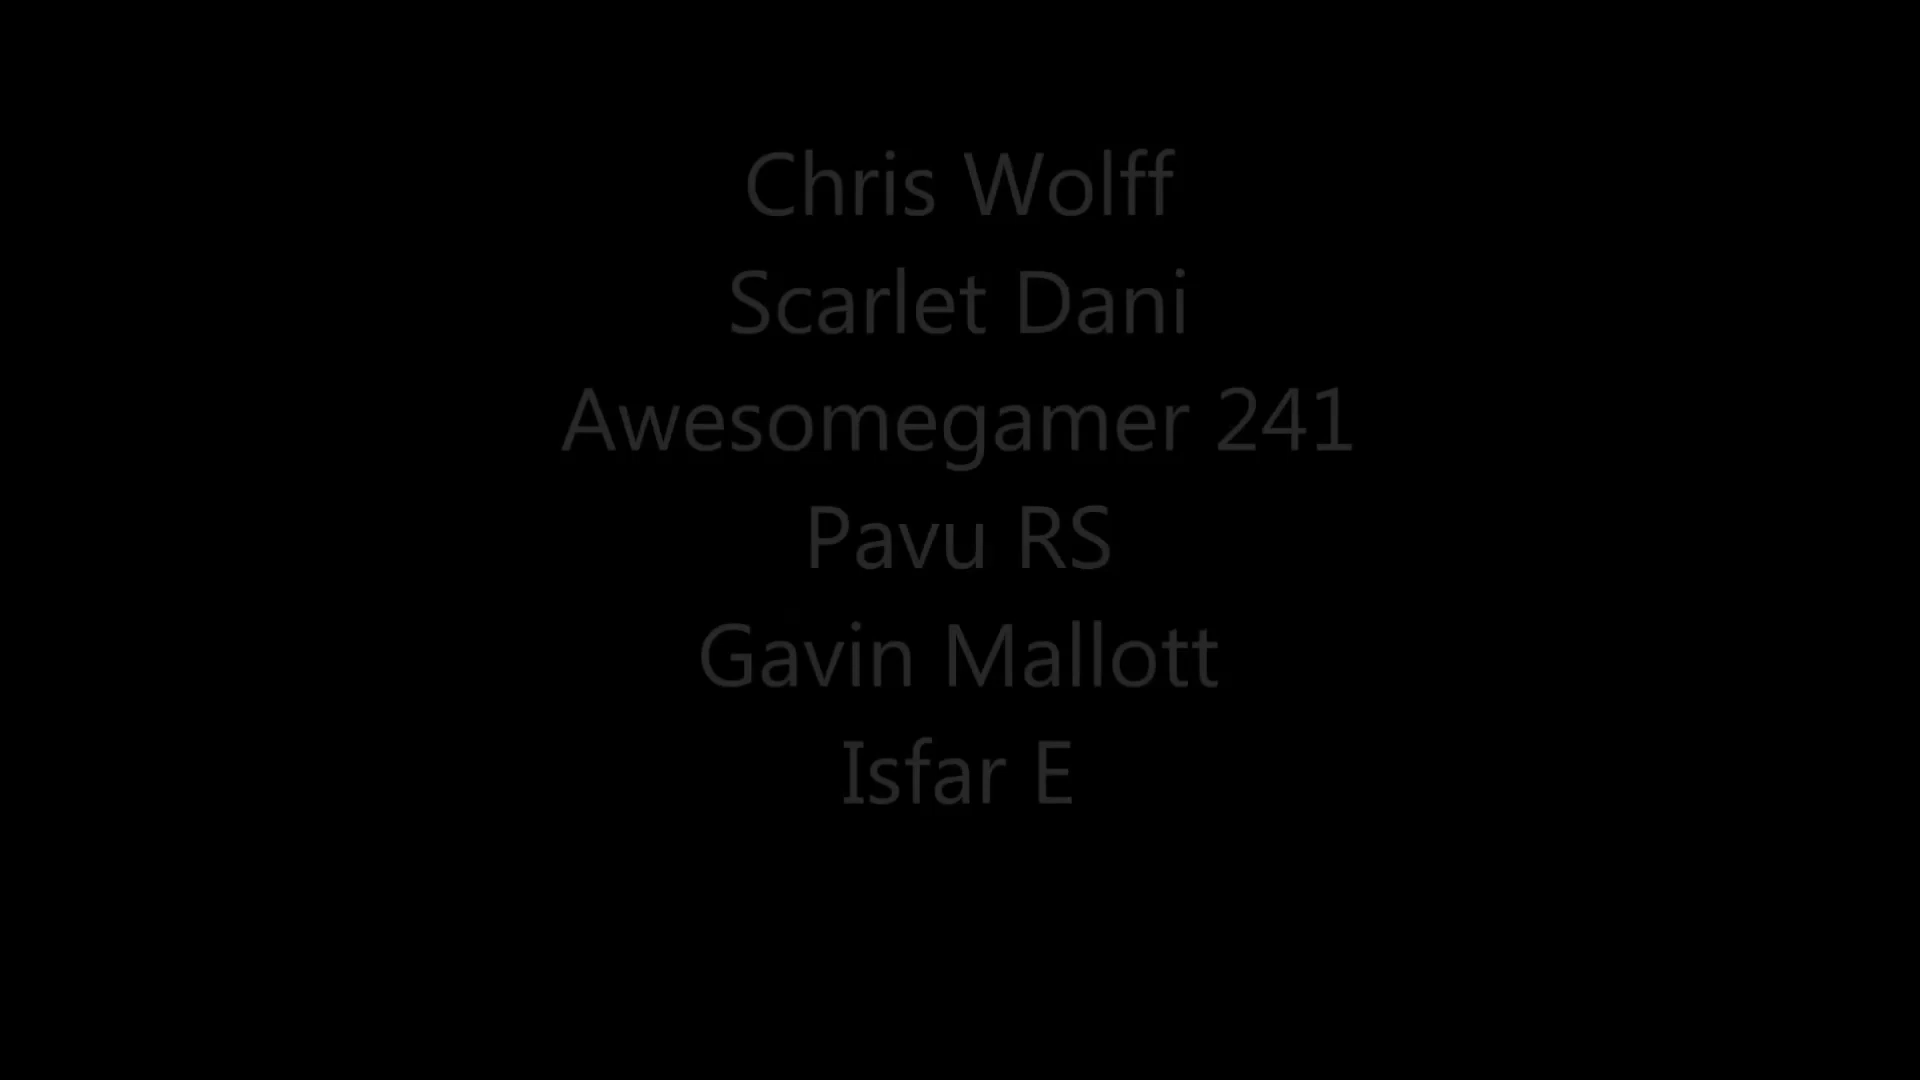 Chris Wolff
Scarlet Dani
Awesomegamer 241
Pavu RS
Gavin Mallott
Isfar E